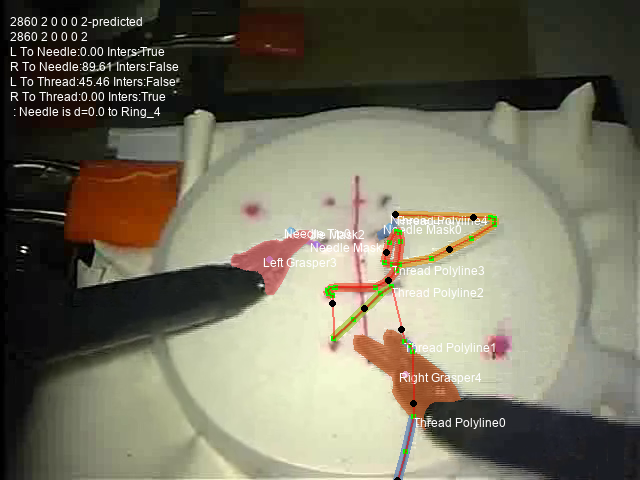 2860 2 0 0 0 2-predicted
2860 2 0 0 0 2
L To Needle:0.00 Inters:True
R To Needle:89.61 Inters:False
L To Thread:45.46 Inters:False
R To Thread:0.00 Inters:True
: Needle is d=0.0 to Ring_4
Thread Polyline4
Needle Mask0
Mask2
Needle Mask
Left Grasper3
Thread Polyline3
Thread Polyline2
Thread Polyline1
Right Grasper4
Thread Polyline0